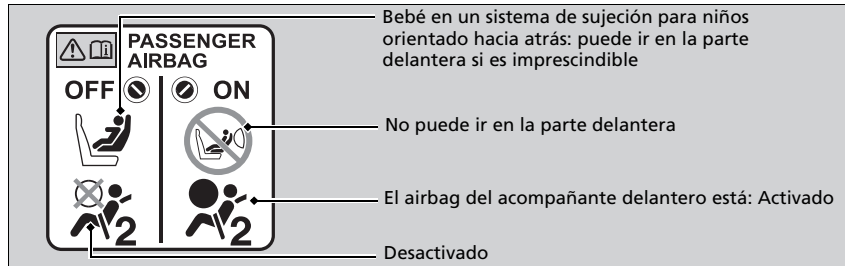 PASSENGER
AIRBAG
OFF ON
2 2
Bebé en un sistema de sujeción para niños
orientado hacia atrás: puede ir en la parte
delantera si es imprescindible
No puede ir en la parte delantera
El airbag del acompañante delantero está: Activado
Desactivado